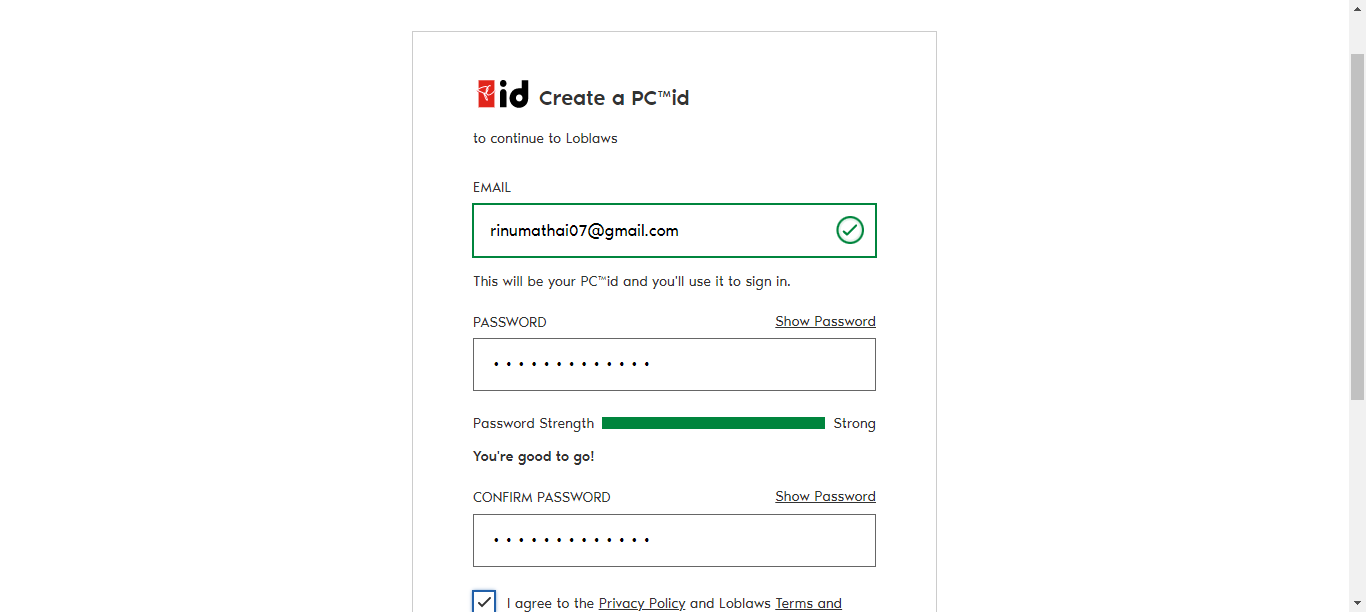 id Create a PC™id
to continue to Loblaws
EMAIL
rinumathai07@gmail.com
This will be your PC™id and you'll use it to sign in.
PASSWORD Show Password
•••••••••••••
Password Strength Strong
You're good to go!
CONFIRM PASSWORD Show Password
•••••••••••••
I agree to the Privacy Policy and Loblaws Terms and